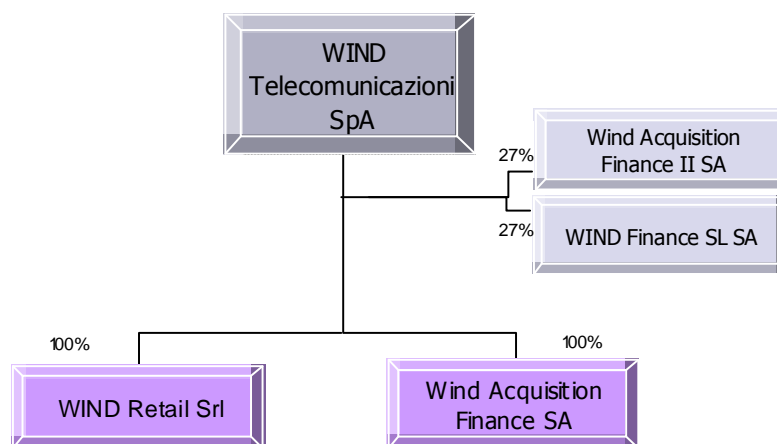 WIND
Telecomunicazioni
SpA
27%
Wind Acquisition
Finance II SA
27%
WIND Finance SL SA
100%
100%
WIND Retail Srl
Wind Acquisition
Finance SA